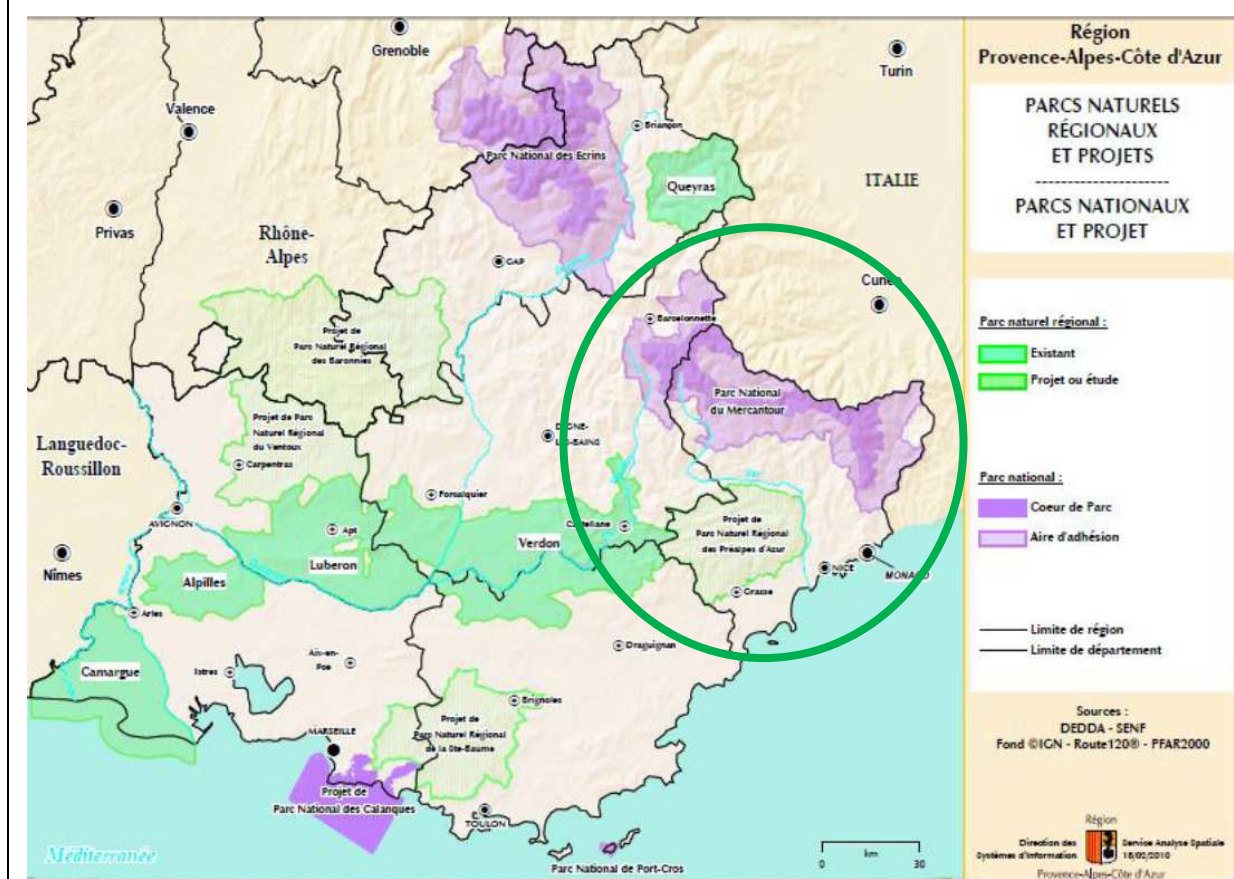 Grenoble
Turin
Valence
Briançon
Parc National des Ecrins
Queyras
ITALIE
Privas
Rhône-
Alpes
GAP
Cuneo
Barcelonnette
Projet de
Parc Naturel Régional
des Baronnies
Parc National
du Mercantour
Languedoc-
Roussillon
Projet de Parc
Naturel Régional
du Ventoux
Carpentras
DIGNE-
LES-BAINS
Forcalquier
Var
AVIGNON
Apt
Castellane
Projet de
Parc Naturel Régional
des Préalpes d'Azur
Verdon
Nîmes
Alpilles
Luberon
NICE
MONACO
Grasse
Arles
Draguignan
Camargue
Istres
Aix-en-
Pce
Brignoles
MARSEILLE
Projet de
Parc Naturel Régional
de la Ste-Baume
Projet de
Parc National des Calanques
TOULON
Méditerranée
Parc National de Port-Cros
0 km 30
Région
Provence-Alpes-Côte d'Azur
PARCS NATURELS
RÉGIONAUX
ET PROJETS
--------------------
PARCS NATIONAUX
ET PROJET
Parc naturel régional :
Existant
Projet ou étude
Parc national :
Coeur de Parc
Aire d'adhésion
Limite de région
Limite de département
Sources :
DEDDA - SENF
Fond ©IGN - Route120® - PFAR2000
Région
Direction des
Systèmes d'Information
Service Analyse Spatiale
18/02/2010
Provence-Alpes-Côte d'Azur